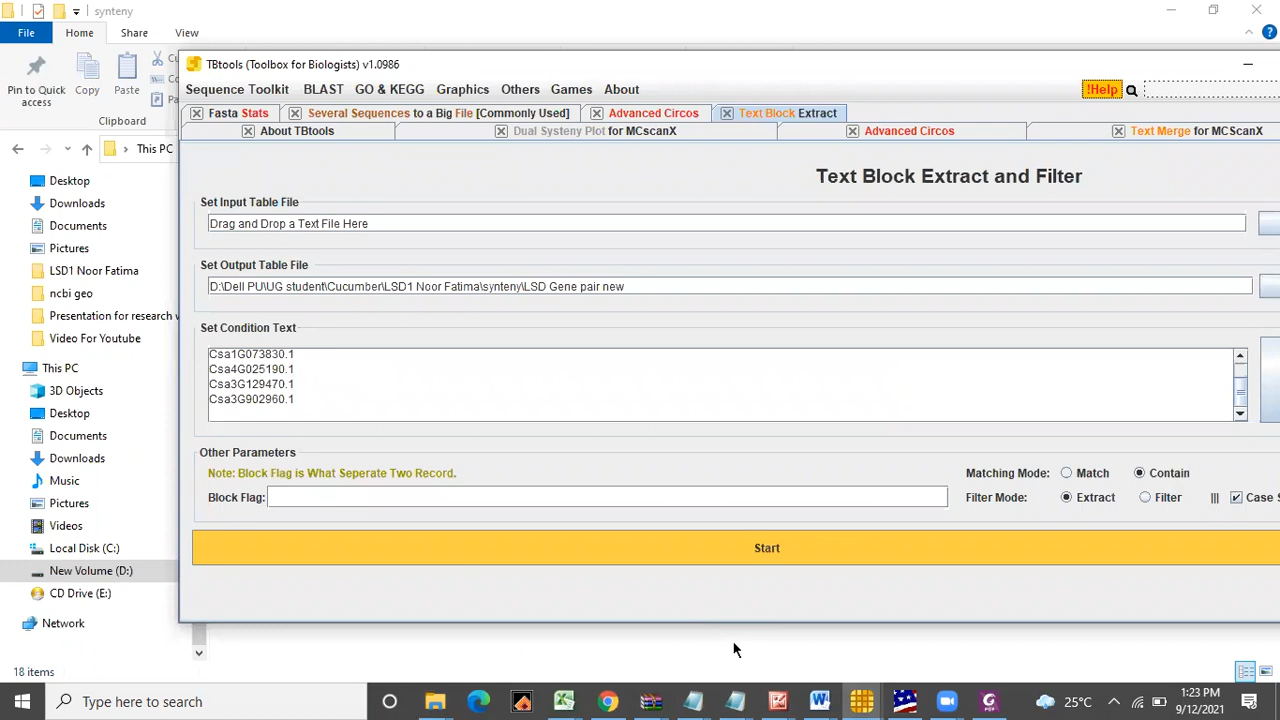 synteny
File
Home
Share
View
Pin to Quick access
Copy
Paste
Clipboard
This PC
Desktop
Downloads
Documents
Pictures
LSD1 Noor Fatima
ncbi geo
Presentation for research
Video For Youtube
This PC
3D Objects
Desktop
Documents
Downloads
Music
Pictures
Videos
Local Disk (C:)
New Volume (D:)
CD Drive (E:)
Network
18 items
TBtools (Toolbox for Biologists) v1.0986
Sequence Toolkit BLAST GO & KEGG Graphics Others Games About
!Help
Fasta Stats Several Sequences to a Big File [Commonly Used] Advanced Circos Text Block Extract
About TBtools Dual Systeny Plot for MCscanX Advanced Circos Text Merge for MCScanX
Text Block Extract and Filter
Set Input Table File
Drag and Drop a Text File Here
Set Output Table File
D:\Dell PU\UG student\Cucumber\LSD1 Noor Fatima\synteny\LSD Gene pair new
Set Condition Text
Csa1G073830.1
Csa4G025190.1
Csa3G129470.1
Csa3G902960.1
Other Parameters
Note: Block Flag is What Seperate Two Record.
Matching Mode: Match Contain
Block Flag:
Filter Mode: Extract Filter ||| Case
Start
Type here to search
25°C
1:23 PM
9/12/2021